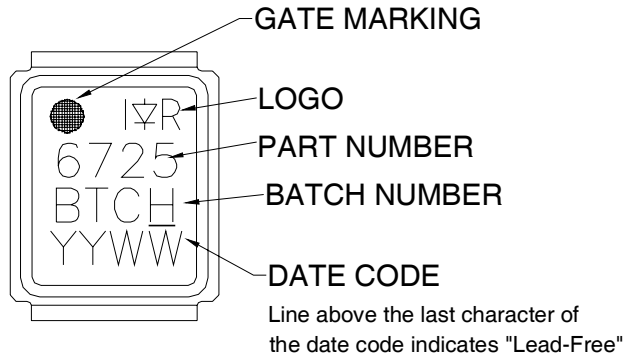 GATE MARKING
I R
LOGO
6725
PART NUMBER
BTCH
BATCH NUMBER
YYWW
DATE CODE
Line above the last character of
the date code indicates "Lead-Free"